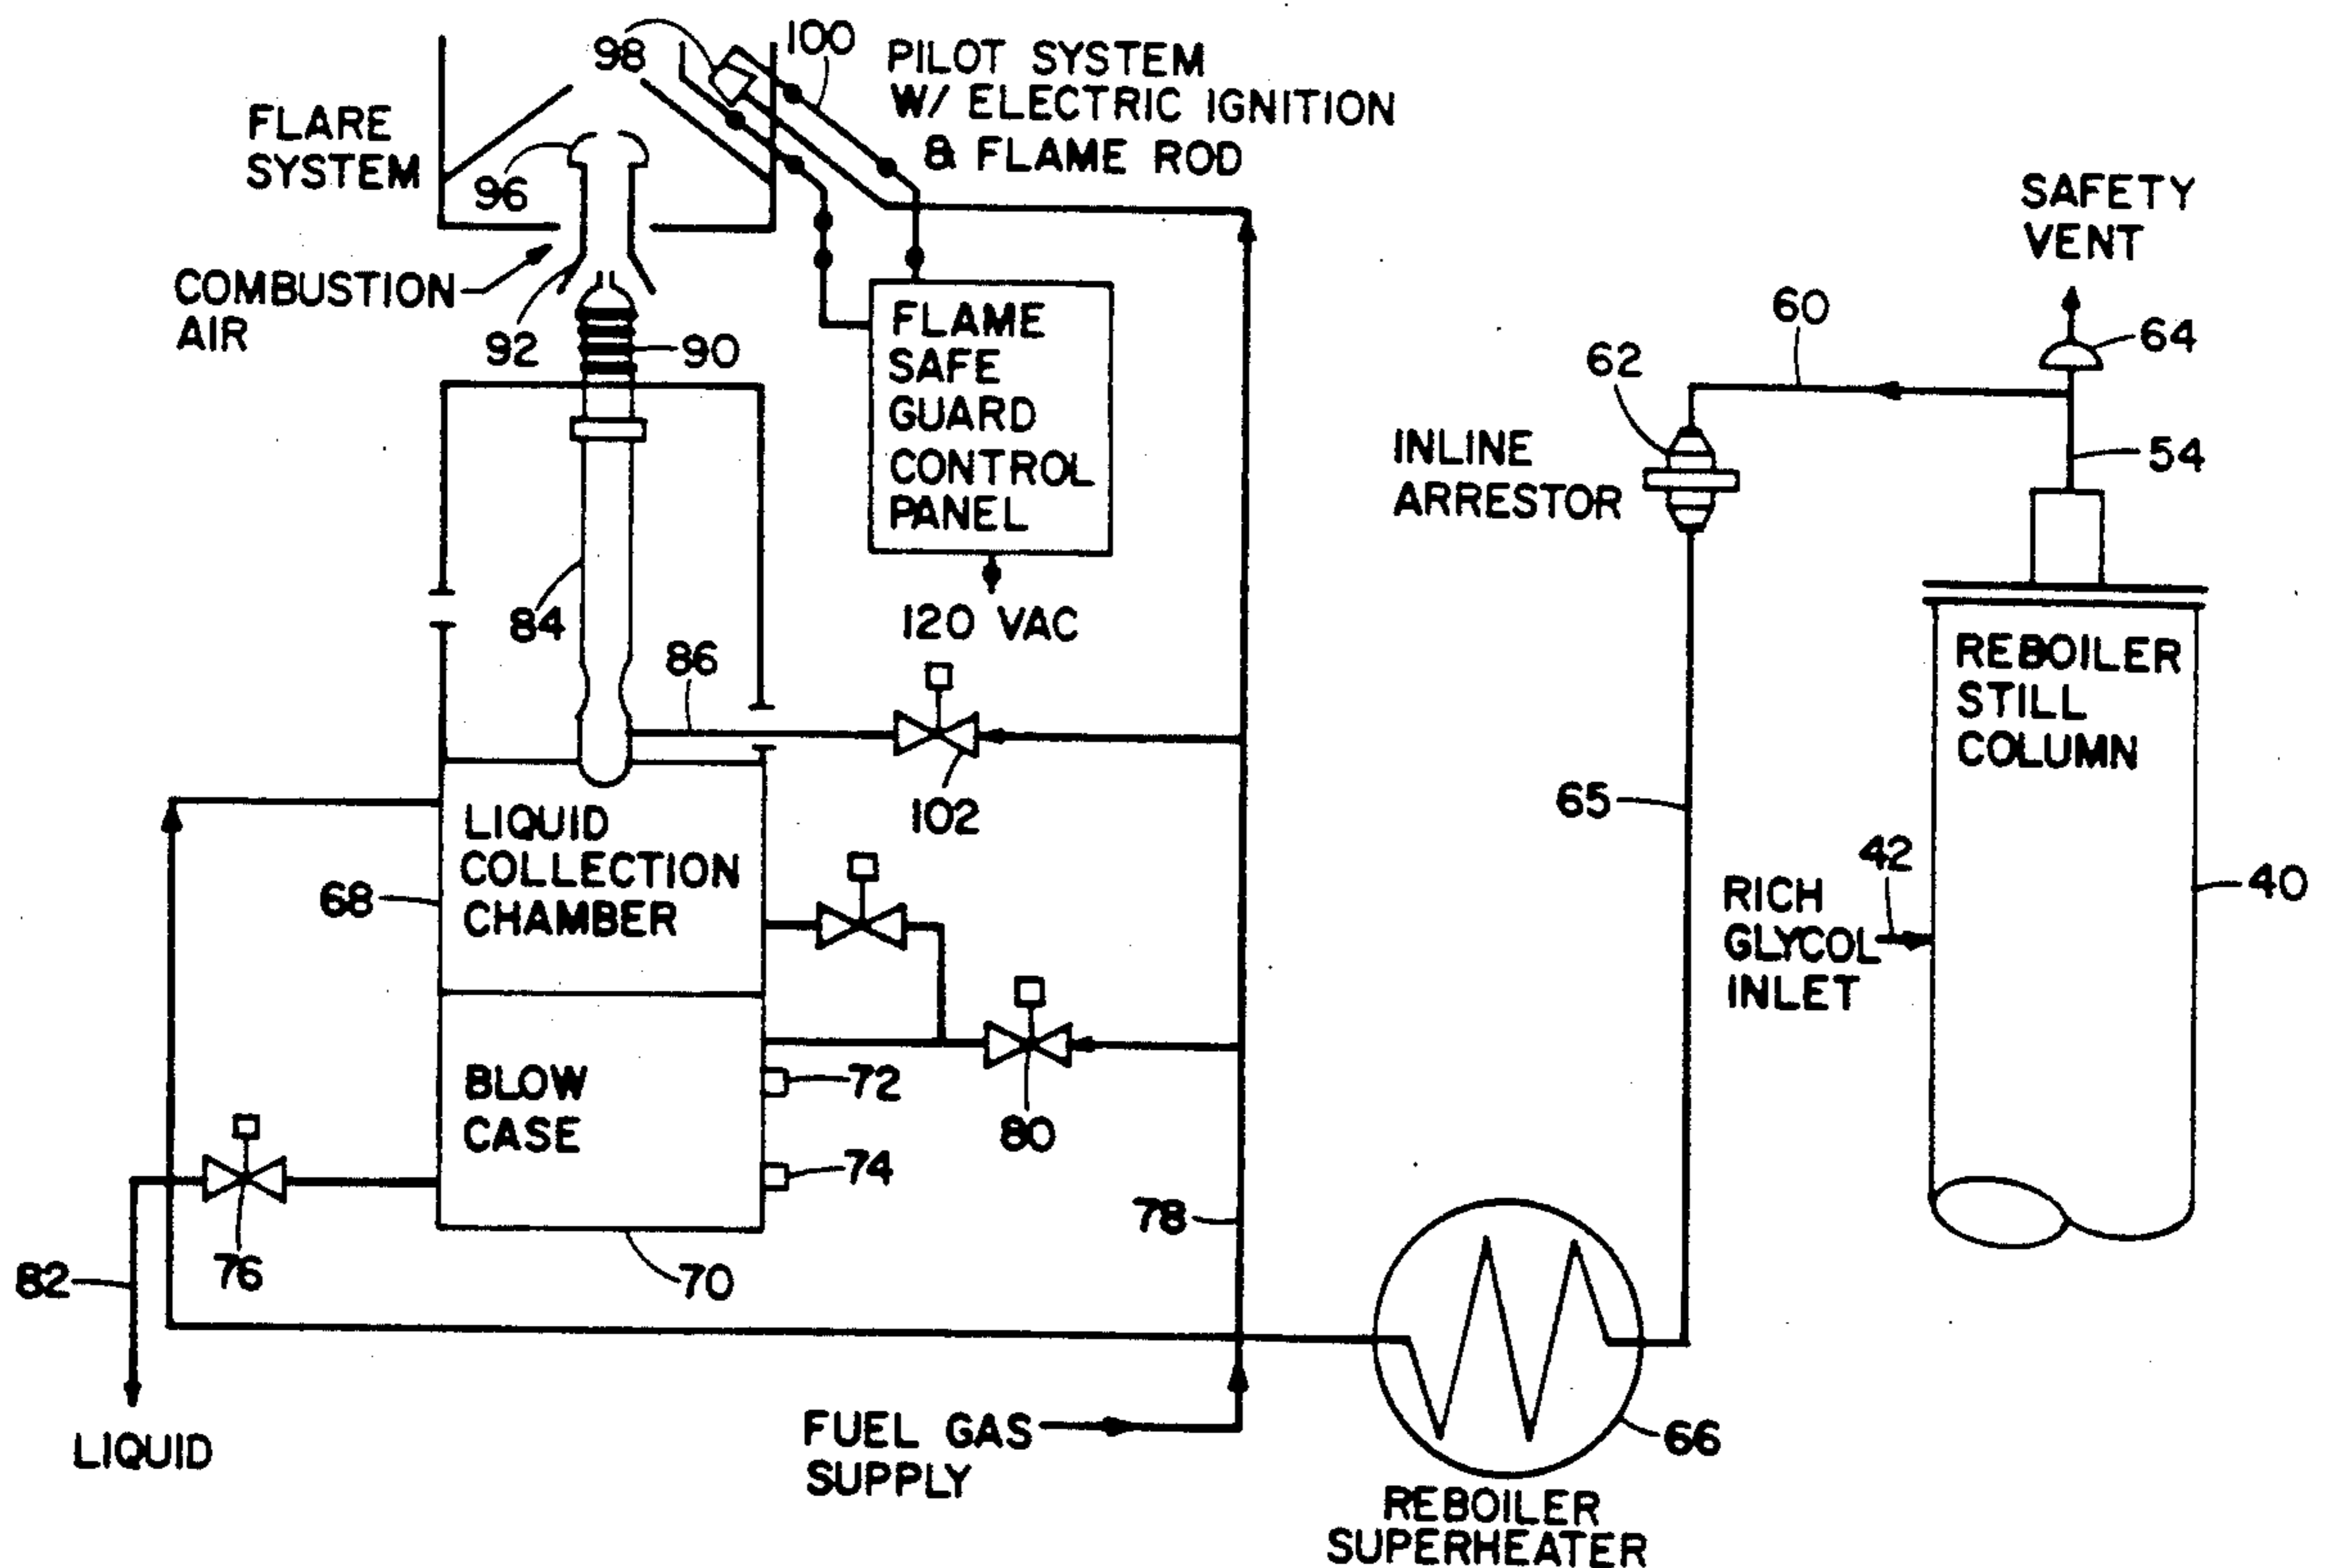 98
100
PILOT SYSTEM
W/ ELECTRIC IGNITION
& FLAME ROD
FLARE
SYSTEM
96
COMBUSTION
AIR
92
90
FLAME
SAFE
GUARD
CONTROL
PANEL
120 VAC
SAFETY
VENT
64
60
62
INLINE
ARRESTOR
54
84
86
102
REBOILER
STILL
COLUMN
65
42
RICH
GLYCOL
INLET
40
LIQUID
COLLECTION
CHAMBER
68
BLOW
CASE
72
74
80
78
76
82
70
LIQUID
FUEL GAS
SUPPLY
66
REBOILER
SUPERHEATER